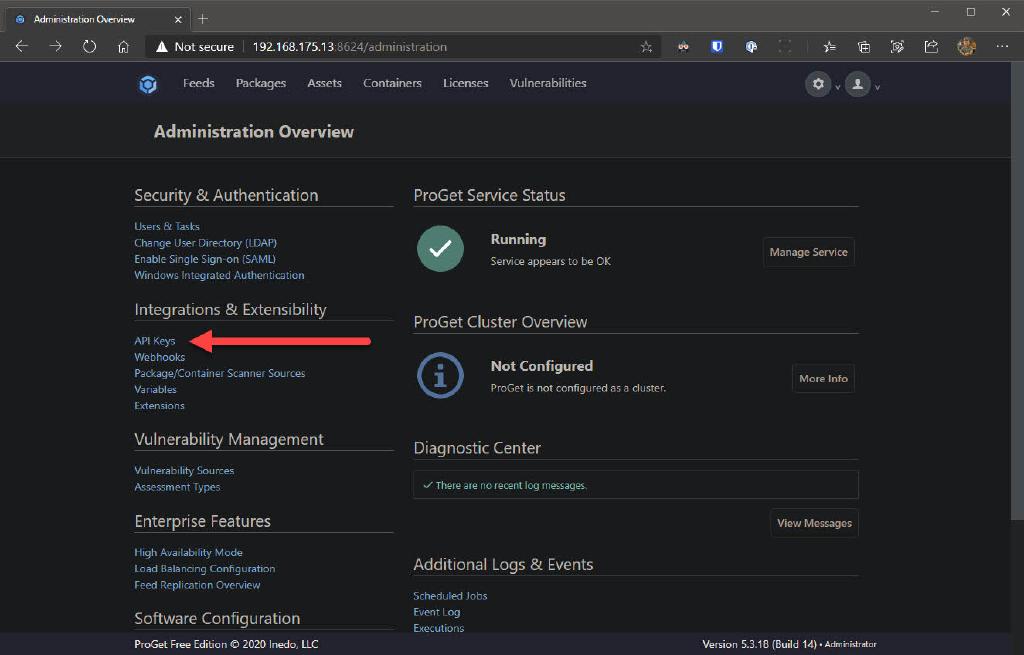 Administration Overview
Not secure
192.168.175.13:8624/administration
Feeds Packages Assets Containers Licenses Vulnerabilities
Administration Overview
Security & Authentication
Users & Tasks
Change User Directory (LDAP)
Enable Single Sign-on (SAML)
Windows Integrated Authentication
Integrations & Extensibility
API Keys
Webhooks
Package/Container Scanner Sources
Variables
Extensions
Vulnerability Management
Vulnerability Sources
Assessment Types
Enterprise Features
High Availability Mode
Load Balancing Configuration
Feed Replication Overview
Software Configuration
ProGet Service Status
Running
Service appears to be OK
Manage Service
ProGet Cluster Overview
Not Configured
ProGet is not configured as a cluster.
More Info
Diagnostic Center
There are no recent log messages.
View Messages
Additional Logs & Events
Scheduled Jobs
Event Log
Executions
ProGet Free Edition © 2020 Inedo, LLC
Version 5.3.18 (Build 14) • Administrator